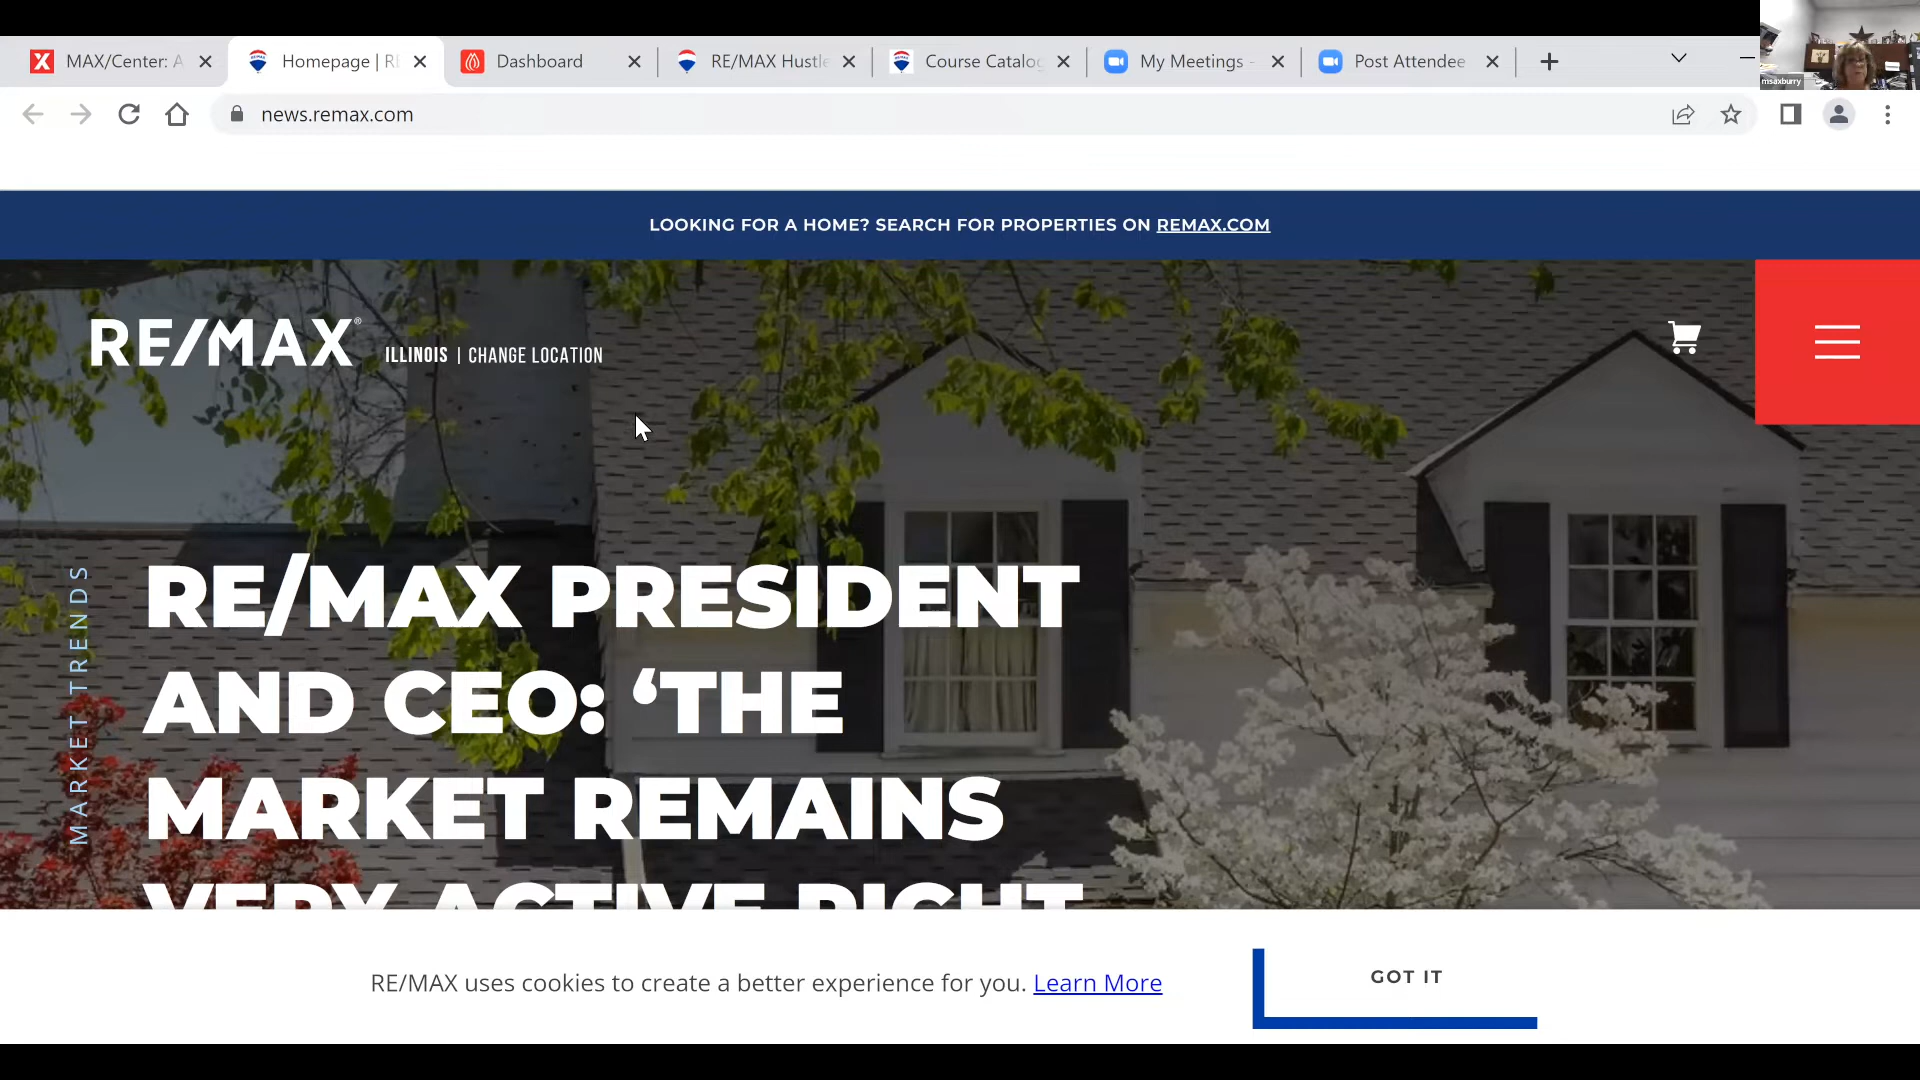 MAX/Center: A
Homepage | RE
Dashboard
RE/MAX Hustle
Course Catalog
My Meetings -
Post Attendee
msaxburry
news.remax.com
LOOKING FOR A HOME? SEARCH FOR PROPERTIES ON REMAX.COM
RE/MAX®
ILLINOIS | CHANGE LOCATION
MARKET TRENDS
RE/MAX PRESIDENT
AND CEO: ‘THE
MARKET REMAINS
VERY ACTIVE RIGHT
RE/MAX uses cookies to create a better experience for you. Learn More
GOT IT